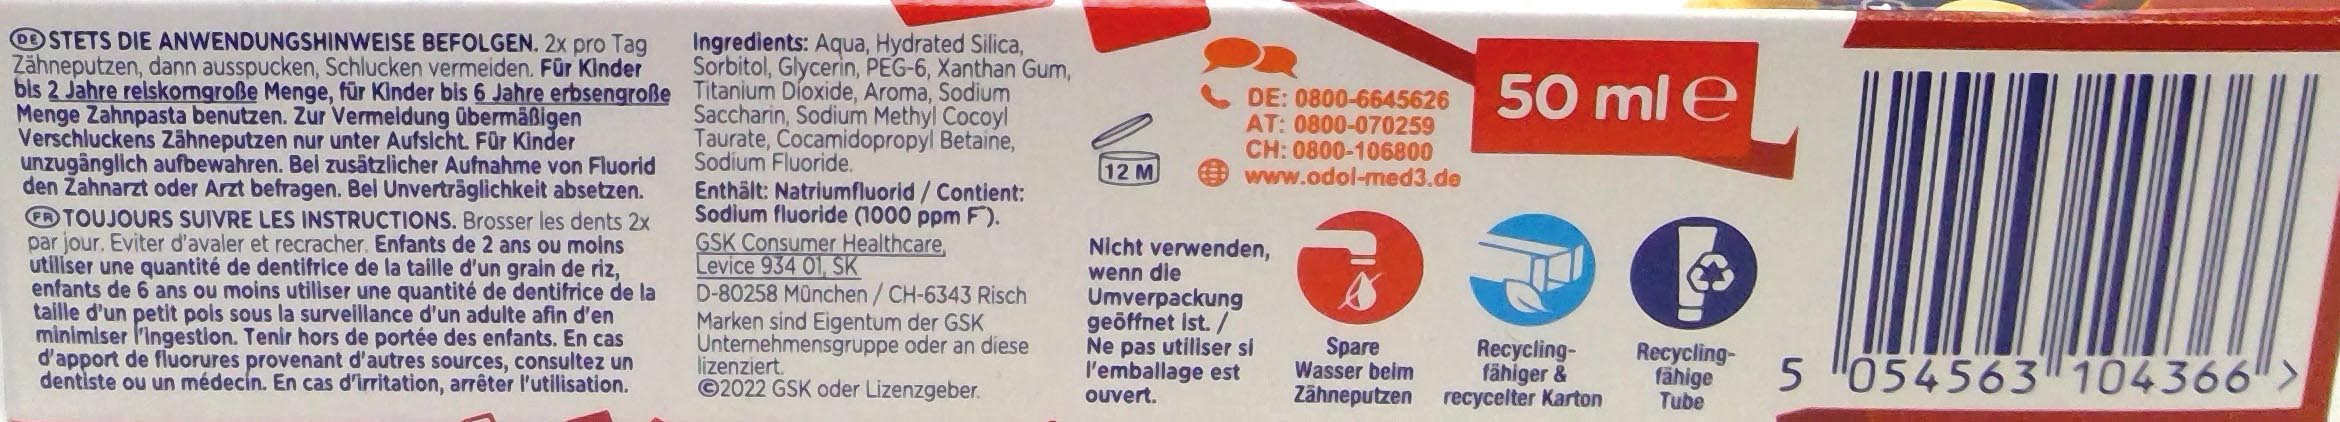 DE STETS DIE ANWENDUNGSHINWEISE BEFOLGEN. 2x pro Tag
Zähneputzen, dann ausspucken, Schlucken vermeiden. Für Kinder
bis 2 Jahre reiskorngroße Menge, für Kinder bis 6 Jahre erbsengroße
Menge Zahnpasta benutzen. Zur Vermeidung übermäßigen
Verschluckens Zähneputzen nur unter Aufsicht. Für Kinder
unzugänglich aufbewahren. Bei zusätzlicher Aufnahme von Fluorid
den Zahnarzt oder Arzt befragen. Bei Unverträglichkeit absetzen.
FR TOUJOURS SUIVRE LES INSTRUCTIONS. Brosser les dents 2x
par jour. Eviter d'avaler et recracher. Enfants de 2 ans ou moins
utiliser une quantité de dentifrice de la taille d'un grain de riz,
enfants de 6 ans ou moins utiliser une quantité de dentifrice de la
taille d'un petit pois sous la surveillance d'un adulte afin d'en
minimiser l'ingestion. Tenir hors de portée des enfants. En cas
d'apport de fluorures provenant d'autres sources, consultez un
dentiste ou un médecin. En cas d'irritation, arrêter l'utilisation.
Ingredients: Aqua, Hydrated Silica,
Sorbitol, Glycerin, PEG-6, Xanthan Gum,
Titanium Dioxide, Aroma, Sodium
Saccharin, Sodium Methyl Cocoyl
Taurate, Cocamidopropyl Betaine,
Sodium Fluoride.
Enthält: Natriumfluorid / Contient:
Sodium fluoride (1000 ppm F⁻).
GSK Consumer Healthcare,
Levice 934 01, SK
D-80258 München / CH-6343 Risch
Marken sind Eigentum der GSK
Unternehmensgruppe oder an diese
lizenziert.
©2022 GSK oder Lizenzgeber.
12 M
DE: 0800-6645626
AT: 0800-070259
CH: 0800-106800
www.odol-med3.de
50 ml e
Nicht verwenden,
wenn die
Umverpackung
geöffnet ist. /
Ne pas utiliser si
l'emballage est
ouvert.
Spare
Wasser beim
Zähneputzen
Recycling-
fähiger &
recycelter Karton
Recycling-
fähige
Tube
5 054563 104366 >